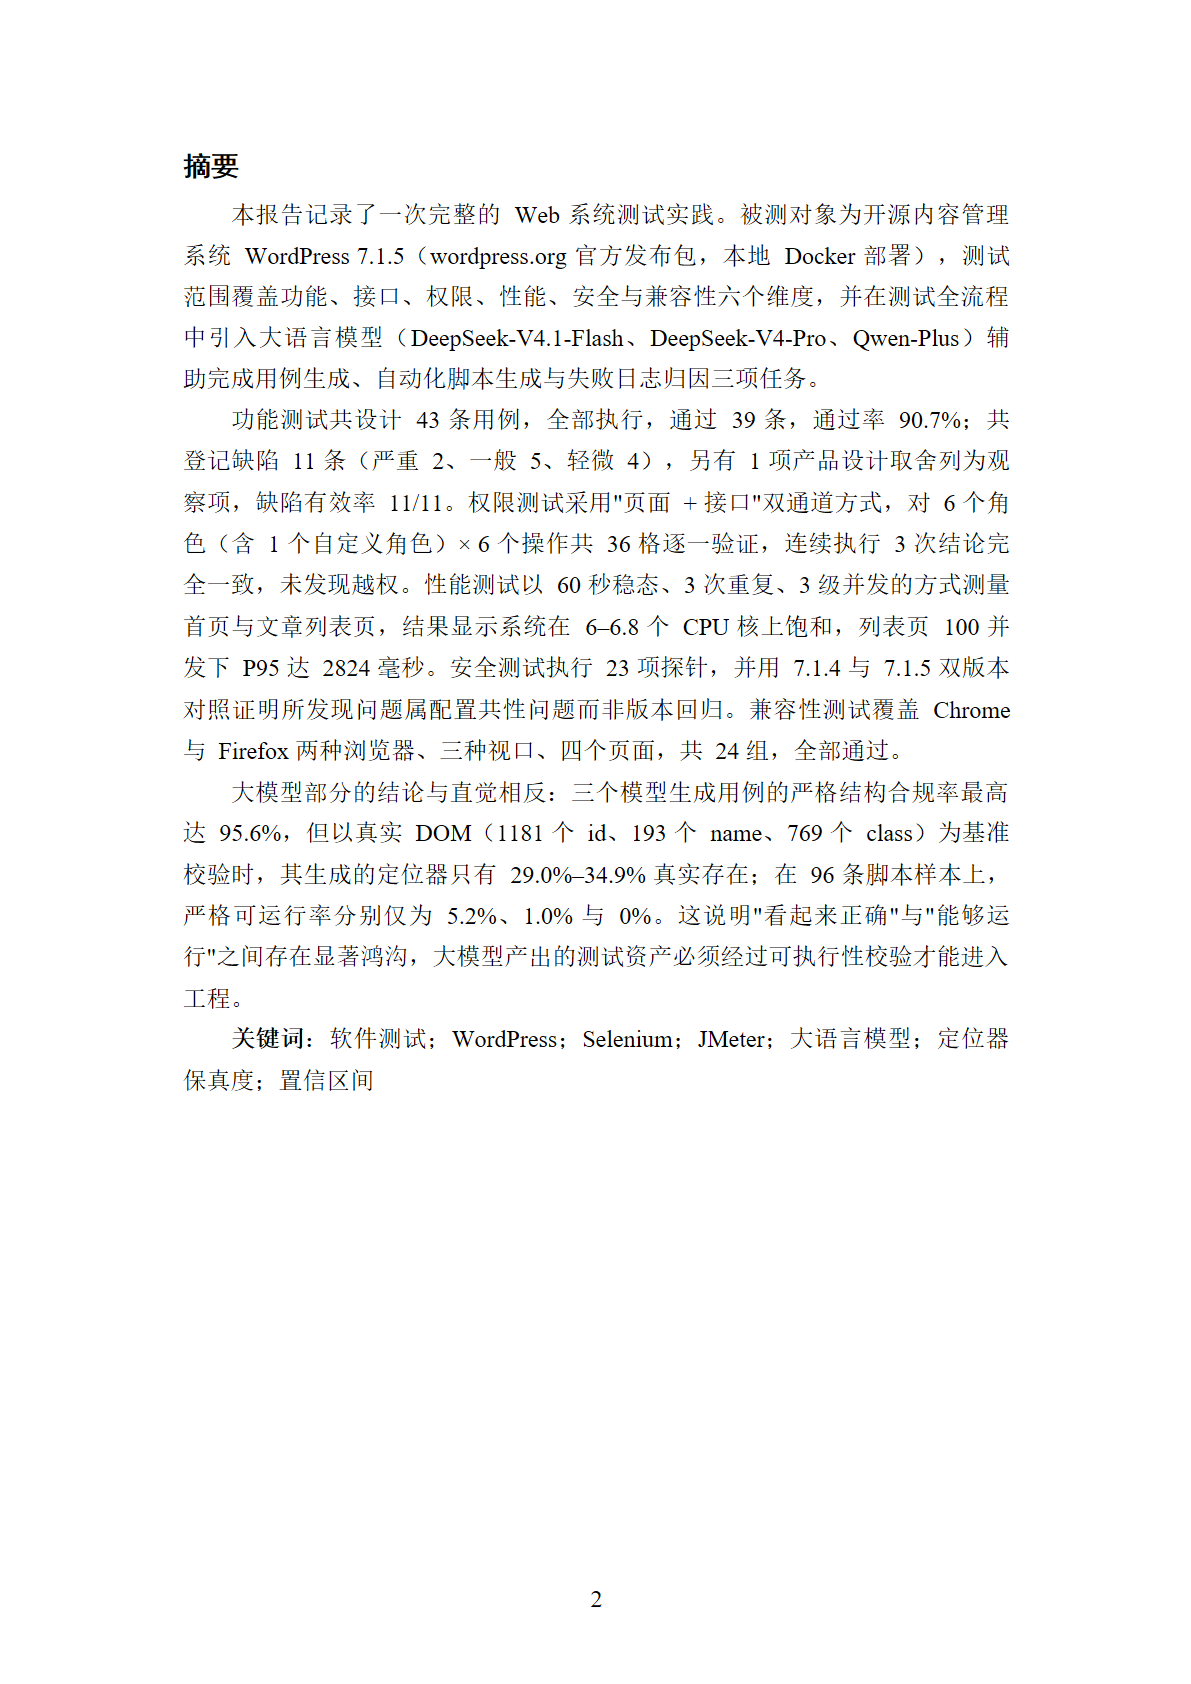 摘要
本报告记录了一次完整的 Web 系统测试实践。被测对象为开源内容管理
系统 WordPress 7.1.5（wordpress.org 官方发布包，本地 Docker 部署），测试
范围覆盖功能、接口、权限、性能、安全与兼容性六个维度，并在测试全流程
中引入大语言模型（DeepSeek-V4.1-Flash、DeepSeek-V4-Pro、Qwen-Plus）辅
助完成用例生成、自动化脚本生成与失败日志归因三项任务。
功能测试共设计 43 条用例，全部执行，通过 39 条，通过率 90.7%；共
登记缺陷 11 条（严重 2、一般 5、轻微 4），另有 1 项产品设计取舍列为观
察项，缺陷有效率 11/11。权限测试采用"页面 + 接口"双通道方式，对 6 个角
色（含 1 个自定义角色）× 6 个操作共 36 格逐一验证，连续执行 3 次结论完
全一致，未发现越权。性能测试以 60 秒稳态、3 次重复、3 级并发的方式测量
首页与文章列表页，结果显示系统在 6–6.8 个 CPU 核上饱和，列表页 100 并
发下 P95 达 2824 毫秒。安全测试执行 23 项探针，并用 7.1.4 与 7.1.5 双版本
对照证明所发现问题属配置共性问题而非版本回归。兼容性测试覆盖 Chrome
与 Firefox 两种浏览器、三种视口、四个页面，共 24 组，全部通过。
大模型部分的结论与直觉相反：三个模型生成用例的严格结构合规率最高
达 95.6%，但以真实 DOM（1181 个 id、193 个 name、769 个 class）为基准
校验时，其生成的定位器只有 29.0%–34.9% 真实存在；在 96 条脚本样本上，
严格可运行率分别仅为 5.2%、1.0% 与 0%。这说明"看起来正确"与"能够运
行"之间存在显著鸿沟，大模型产出的测试资产必须经过可执行性校验才能进入
工程。
关键词：软件测试；WordPress；Selenium；JMeter；大语言模型；定位器
保真度；置信区间
2